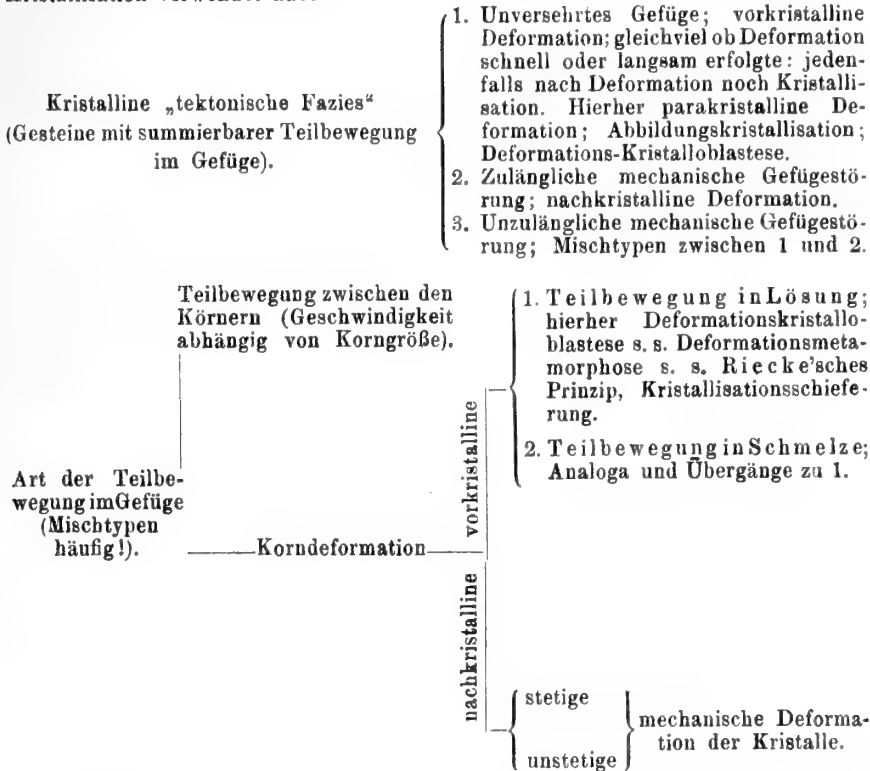 1. Unversehrtes Gefüge; vorkristalline
Deformation; gleichviel ob Deformation
schnell oder langsam erfolgte: jeden-
falls nach Deformation noch Kristalli-
sation. Hierher parakristalline De-
formation; Abbildungskristallisation;
Deformations-Kristalloblastese.
2. Zulängliche mechanische Gefügestö-
rung; nachkristalline Deformation.
3. Unzulängliche mechanische Gefügestö-
rung; Mischtypen zwischen 1 und 2.
Kristalline „tektonische Fazies“
(Gesteine mit summierbarer Teilbewegung
im Gefüge).
Teilbewegung zwischen den
Körnern (Geschwindigkeit
abhängig von Korngröße).
Art der Teilbe-
wegung im Gefüge
(Mischtypen
häufig!).
Korndeformation
vorkristalline
1. Teilbewegung in Lösung;
hierher Deformationskristallo-
blastese s. s. Deformationsmeta-
morphose s. s. Riecke'sches
Prinzip, Kristallisationsschiefe-
rung.
2. Teilbewegung in Schmelze;
Analoga und Übergänge zu 1.
nachkristalline
stetige
unstetige
mechanische Deforma-
tion der Kristalle.